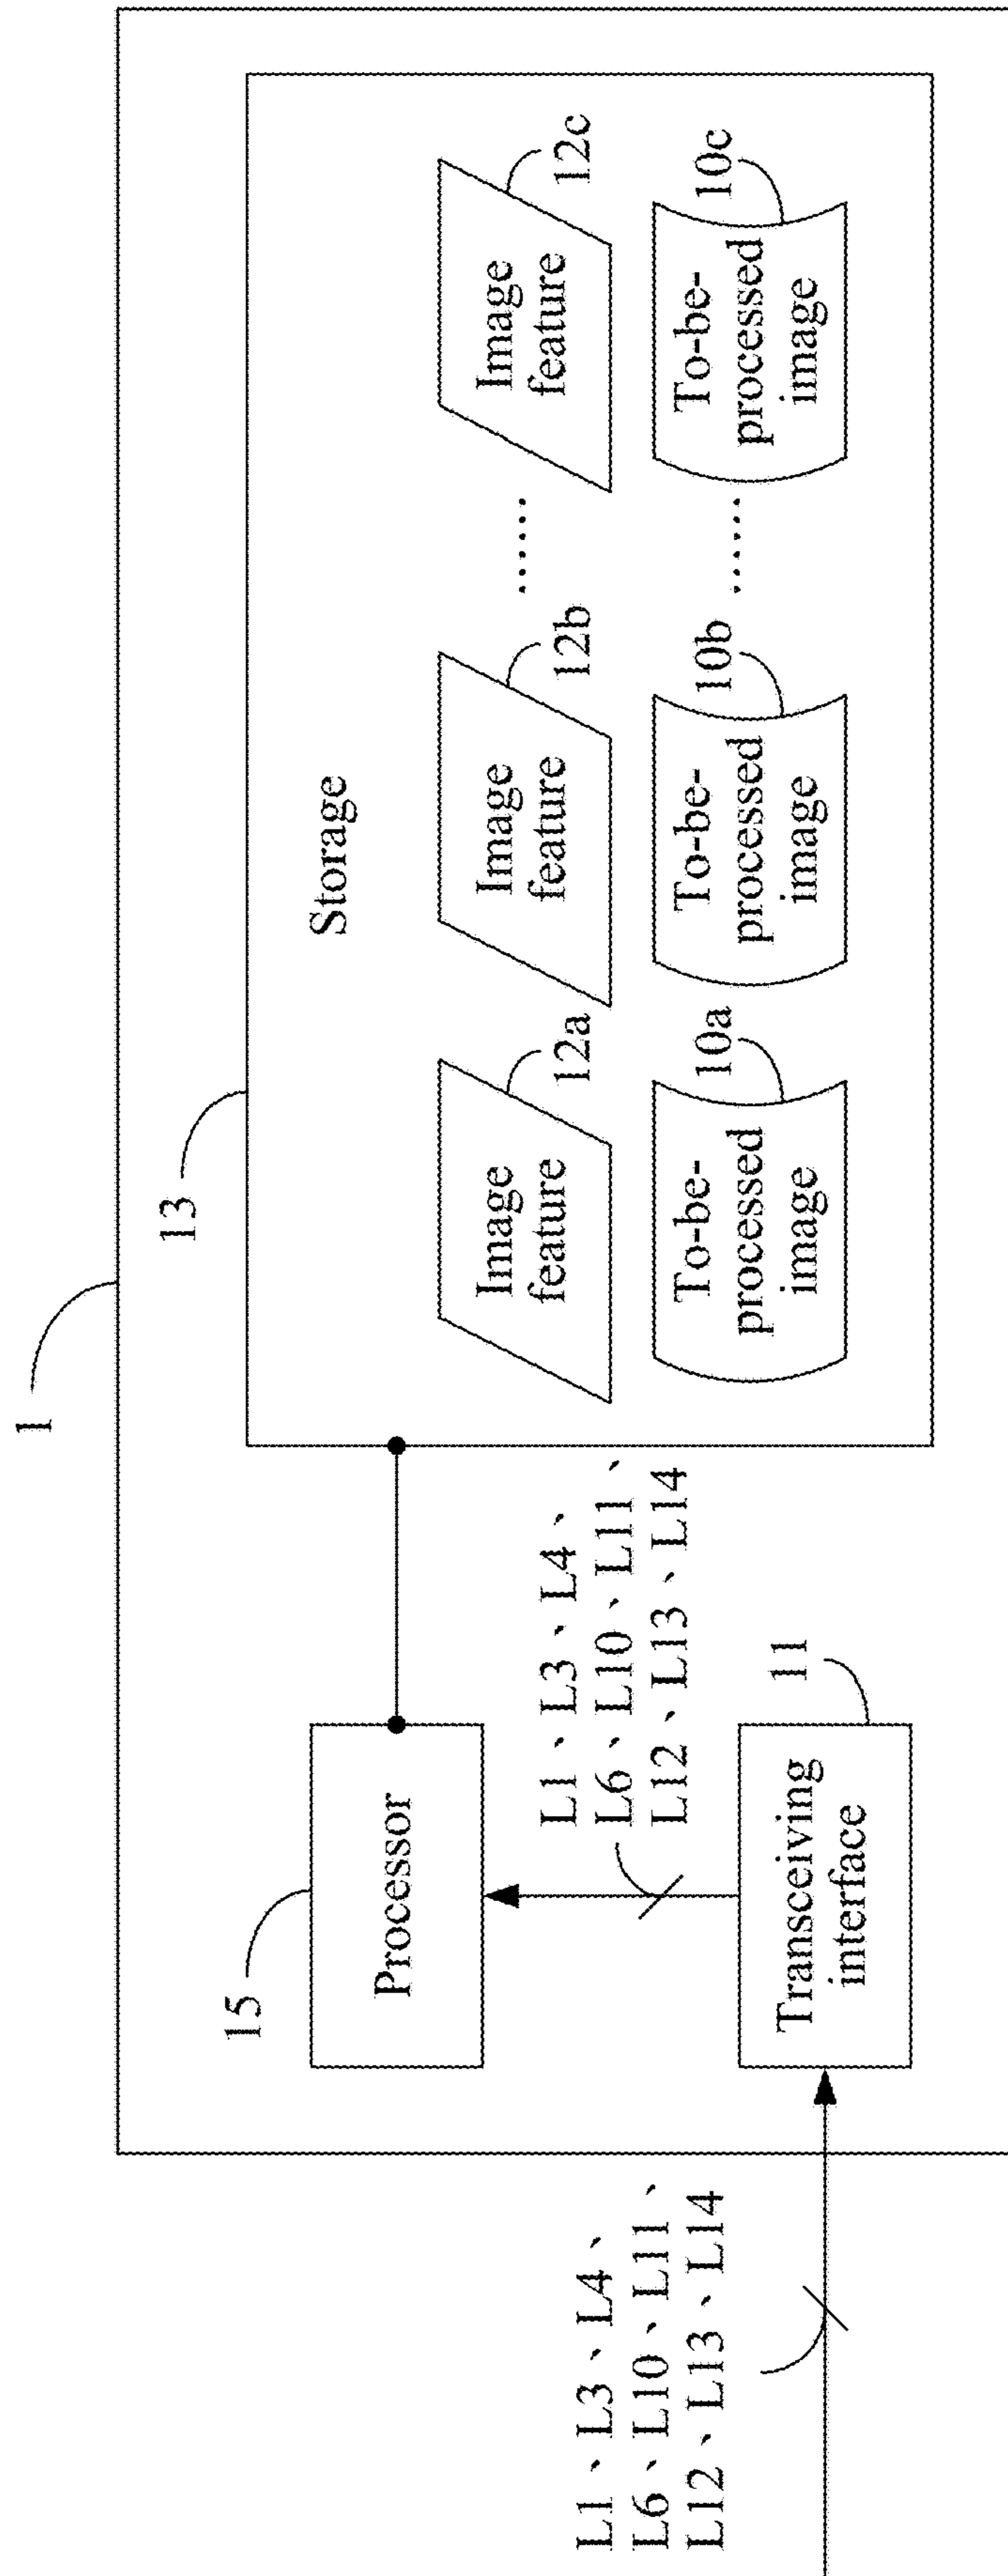 1
13
15
Storage
Processor
Image
feature
12a
Image
feature
12b
……
Image
feature
12c
To-be-
processed
image
10a
To-be-
processed
image
10b
……
To-be-
processed
image
10c
L1、L3、L4、
L6、L10、L11、
L12、L13、L14
L1、L3、L4、
L6、L10、L11、
L12、L13、L14
Transceiving
interface
11